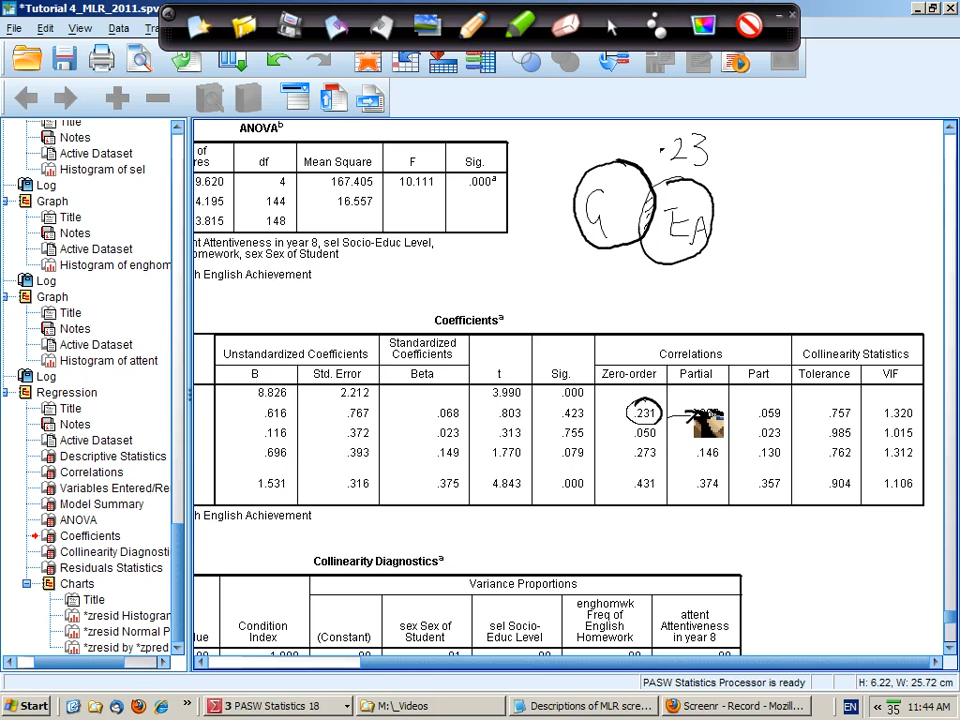 *Tutorial 4_MLR_2011.spv
File Edit View Data
Title
Notes
Active Dataset
Histogram of sel
Log
Graph
Title
Notes
Active Dataset
Histogram of enghom
Log
Graph
Title
Notes
Active Dataset
Histogram of attent
Log
Regression
Title
Notes
Active Dataset
Descriptive Statistics
Correlations
Variables Entered/Re
Model Summary
ANOVA
Coefficients
Collinearity Diagnosti
Residuals Statistics
Charts
Title
*zresid Histogram
*zresid Normal P
*zresid by *zpred
ANOVAb
of
res df Mean Square F Sig.
9.620 4 167.405 10.111 .000a
4.195 144 16.557
3.815 148
nt Attentiveness in year 8, sel Socio-Educ Level,
omework, sex Sex of Student
h English Achievement
.23
G EA
Coefficientsa
Unstandardized Coefficients Standardized Coefficients t Sig. Correlations Collinearity Statistics
B Std. Error Beta Zero-order Partial Part Tolerance VIF
8.826 2.212 3.990 .000
.616 .767 .068 .803 .423 .231 .059 .757 1.320
.116 .372 .023 .313 .755 .050 .023 .985 1.015
.696 .393 .149 1.770 .079 .273 .146 .130 .762 1.312
1.531 .316 .375 4.843 .000 .431 .374 .357 .904 1.106
h English Achievement
Collinearity Diagnosticsa
Variance Proportions
lue Condition Index (Constant) sex Sex of Student sel Socio-Educ Level enghomwk Freq of English Homework attent Attentiveness in year 8
PASW Statistics Processor is ready H: 6.22, W: 25.72 cm
Start 3 PASW Statistics 18 M:\_Videos Descriptions of MLR scre... Screenr - Record - Mozill... EN 35 11:44 AM